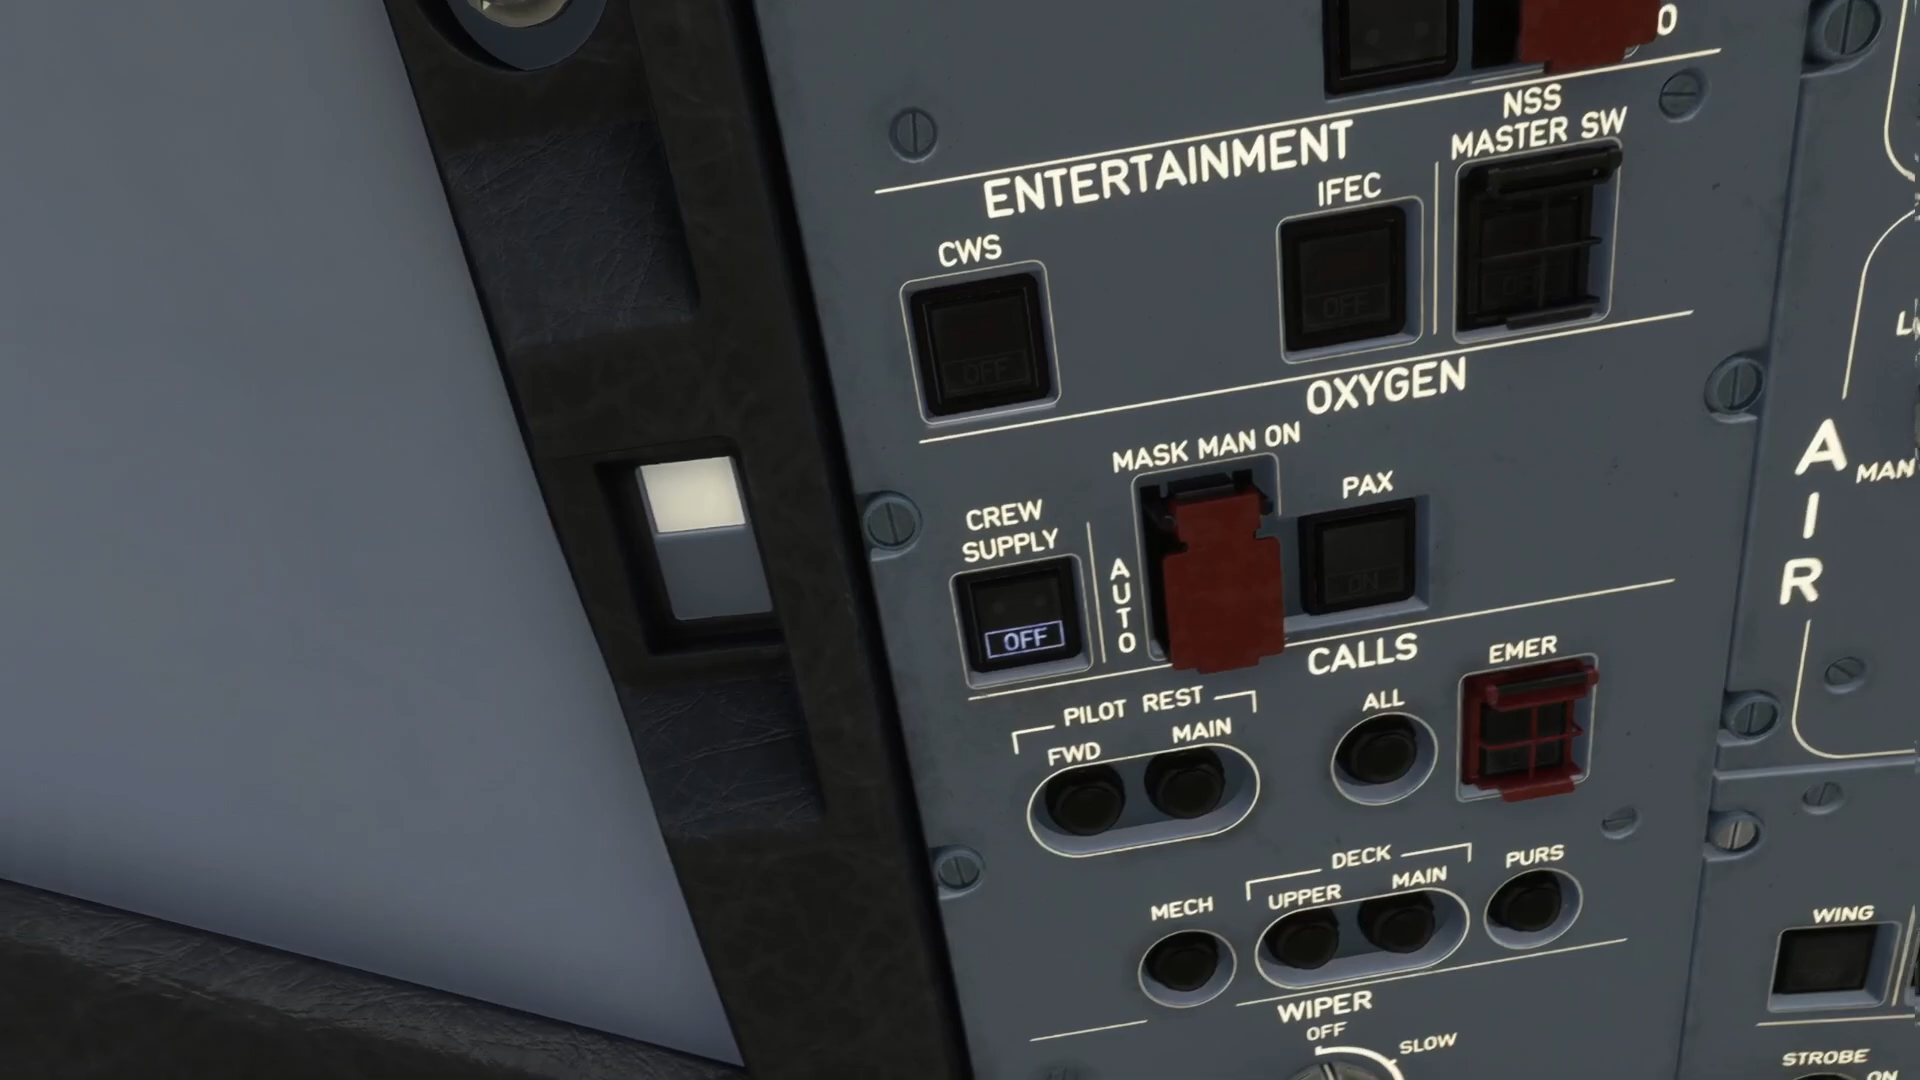 O
NSS
MASTER SW
ENTERTAINMENT
IFEC
CWS
OFF
OFF
OXYGEN
MASK MAN ON
PAX
CREW
SUPPLY
AUTO
OFF
ON
AIR
MAN
CALLS
EMER
PILOT REST
ALL
FWD
MAIN
DECK
PURS
MECH
UPPER
MAIN
WING
WIPER
OFF
SLOW
STROBE
ON